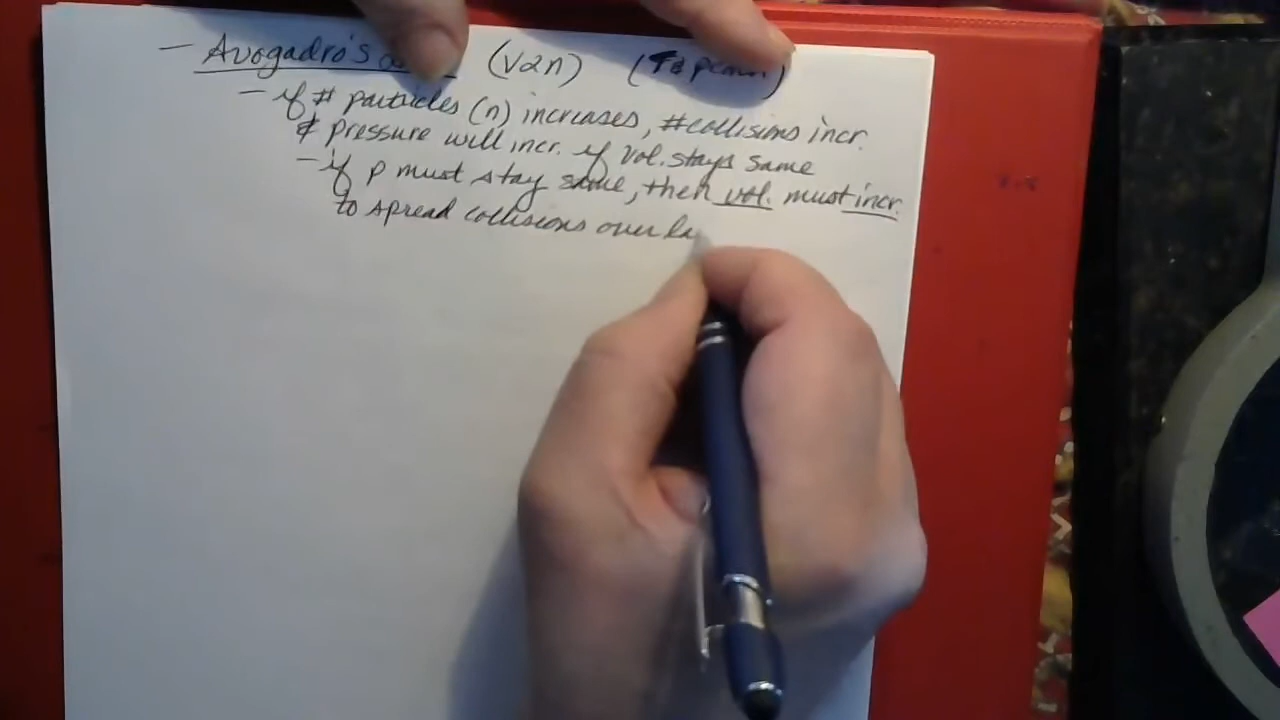 - Avogadro's (V∝n) (T & P
- if # particles (n) increases, #collisions incr.
& pressure will incr. if vol. stays same
- if P must stay same, then vol. must incr.
to spread collisions over la